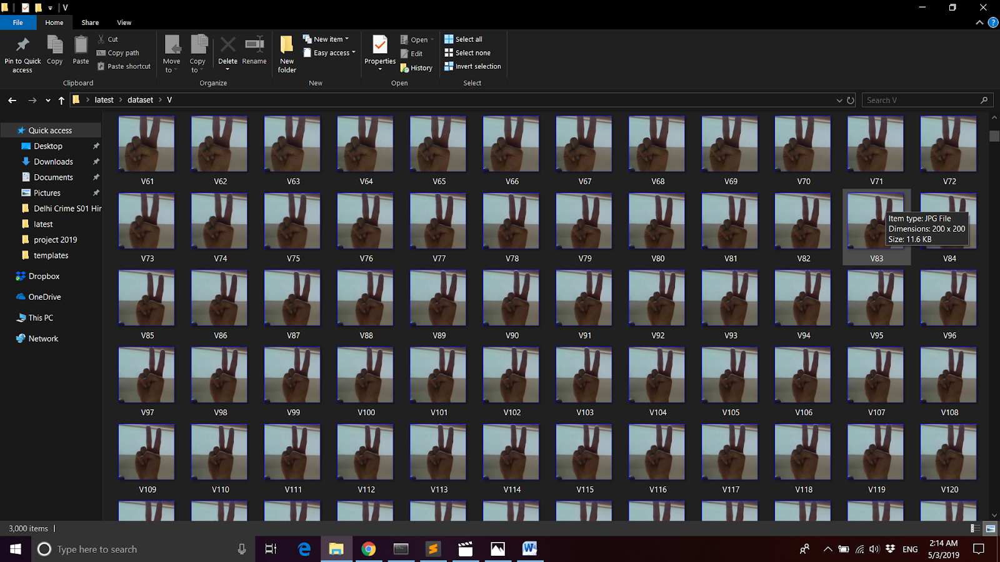 V
File Home Share View
Pin to Quick access
Copy
Paste
Cut
Copy path
Paste shortcut
Clipboard
Move to
Copy to
Delete
Rename
Organize
New folder
New item
Easy access
New
Properties
Open
Edit
History
Open
Select all
Select none
Invert selection
Select
latest > dataset > V
Search V
Quick access
Desktop
Downloads
Documents
Pictures
Delhi Crime S01 Hir
latest
project 2019
templates
Dropbox
OneDrive
This PC
Network
V61 V62 V63 V64 V65 V66 V67 V68 V69 V70 V71 V72
V73 V74 V75 V76 V77 V78 V79 V80 V81 V82 V83 V84
Item type: JPG File
Dimensions: 200 x 200
Size: 11.6 KB
V85 V86 V87 V88 V89 V90 V91 V92 V93 V94 V95 V96
V97 V98 V99 V100 V101 V102 V103 V104 V105 V106 V107 V108
V109 V110 V111 V112 V113 V114 V115 V116 V117 V118 V119 V120
3,000 items
Type here to search
ENG
2:14 AM
5/3/2019